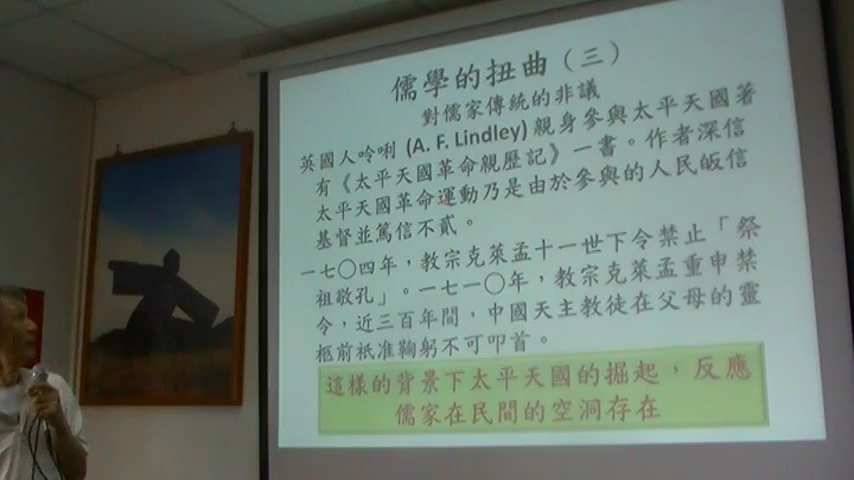 儒學的扭曲（三）
對儒家傳統的非議
英國人呤唎 (A. F. Lindley) 親身參與太平天國著
有《太平天國革命親歷記》一書。作者深信
太平天國革命運動乃是由於參與的人民皈信
基督並篤信不貳。
一七〇四年，教宗克萊孟十一世下令禁止「祭
祖敬孔」。一七一〇年，教宗克萊孟重申禁
令，近三百年間，中國天主教徒在父母的靈
柩前祇准鞠躬不可叩首。
這樣的背景下太平天國的掘起，反應
儒家在民間的空洞存在